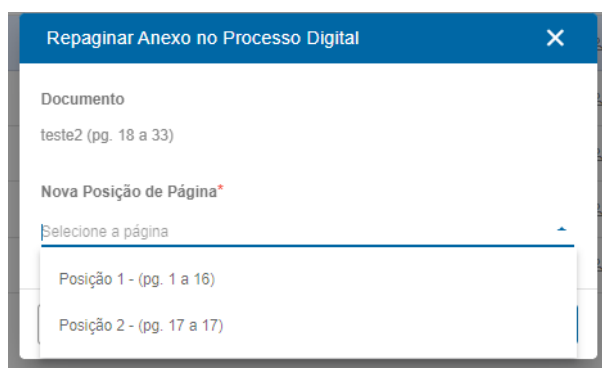 Repaginar Anexo no Processo Digital
Documento
teste2 (pg. 18 a 33)
Nova Posição de Página*
Selecione a página
Posição 1 - (pg. 1 a 16)
Posição 2 - (pg. 17 a 17)